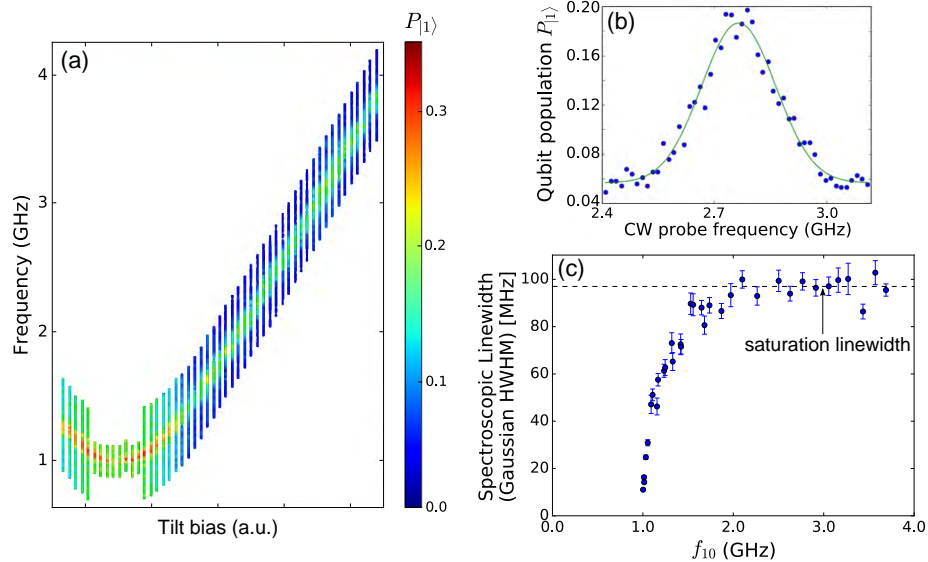 (a)
4
3
2
1
Frequency (GHz)
Tilt bias (a.u.)
P|1⟩
0.3
0.2
0.1
0.0
(b)
0.20
0.16
0.12
0.08
0.04
Qubit population P|1⟩
2.4
2.7
3.0
CW probe frequency (GHz)
(c)
100
80
60
40
20
0
Spectroscopic Linewidth
(Gaussian HWHM) [MHz]
saturation linewidth
0.0
1.0
2.0
3.0
4.0
f10 (GHz)